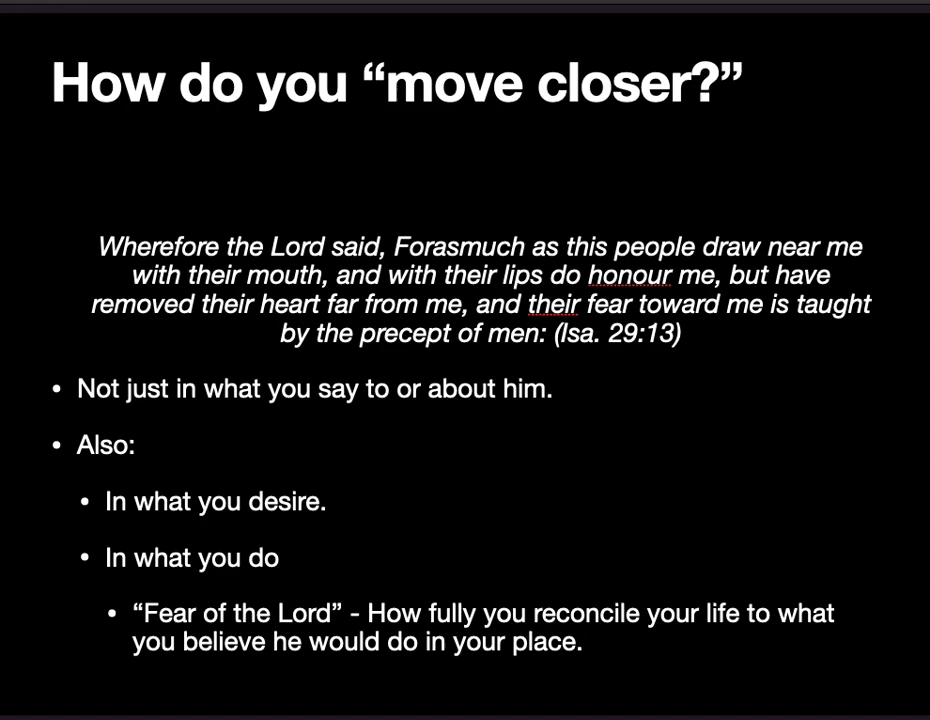 How do you “move closer?”
Wherefore the Lord said, Forasmuch as this people draw near me
with their mouth, and with their lips do honour me, but have
removed their heart far from me, and their fear toward me is taught
by the precept of men: (Isa. 29:13)
• Not just in what you say to or about him.
• Also:
• In what you desire.
• In what you do
• “Fear of the Lord” - How fully you reconcile your life to what
you believe he would do in your place.